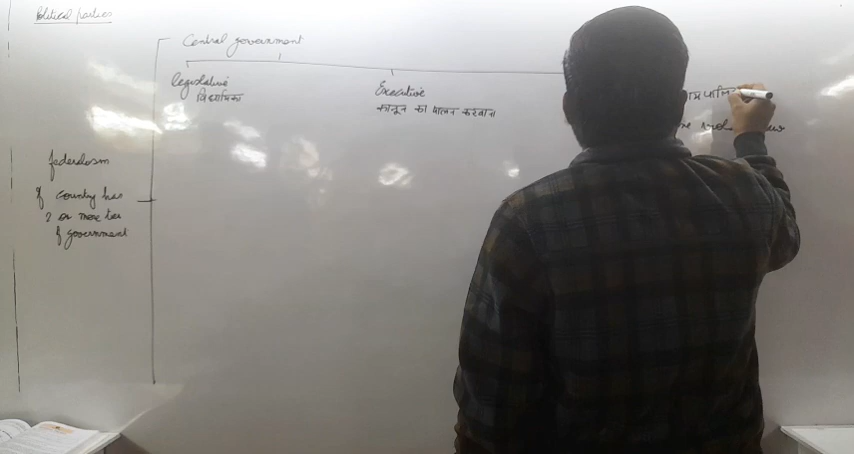 Political parties
Central government
legislative
विधायिका
Executive
कानून का पालन करवाना
federalism
If country has
2 or more tier
of government